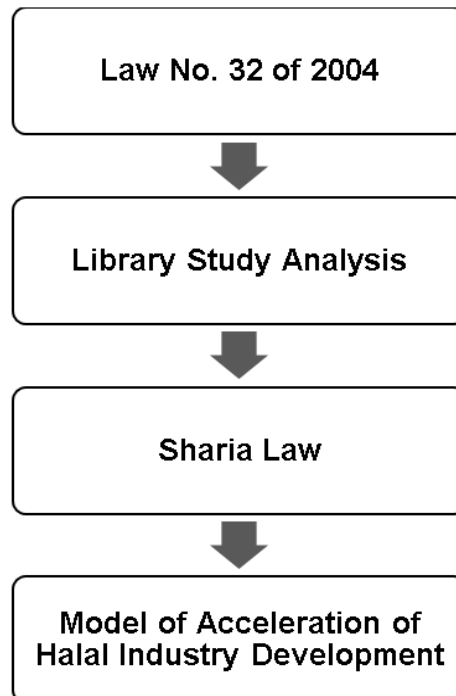 Law No. 32 of 2004
Library Study Analysis
Sharia Law
Model of Acceleration of
Halal Industry Development